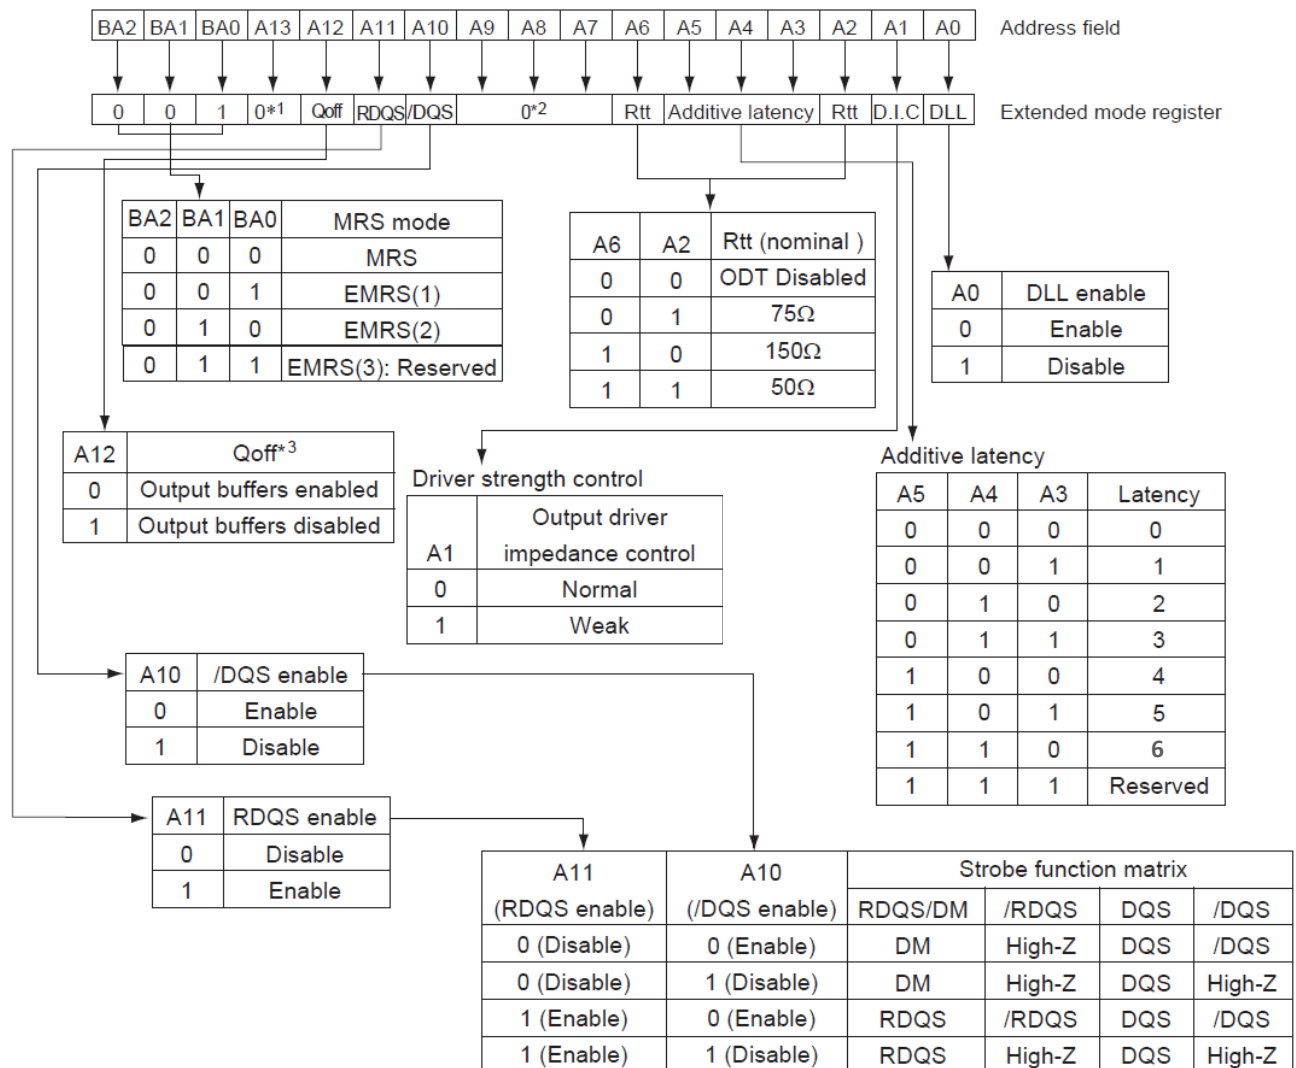 BA2 BA1 BA0 A13 A12 A11 A10 A9 A8 A7 A6 A5 A4 A3 A2 A1 A0 Address field
0 0 1 0*1 Qoff RDQS /DQS 0*2 Rtt Additive latency Rtt D.I.C DLL Extended mode register
BA2 BA1 BA0 MRS mode
0 0 0 MRS
0 0 1 EMRS(1)
0 1 0 EMRS(2)
0 1 1 EMRS(3): Reserved
A6 A2 Rtt (nominal )
0 0 ODT Disabled
0 1 75Ω
1 0 150Ω
1 1 50Ω
A0 DLL enable
0 Enable
1 Disable
A12 Qoff*3
0 Output buffers enabled
1 Output buffers disabled
Driver strength control
Output driver
A1 impedance control
0 Normal
1 Weak
Additive latency
A5 A4 A3 Latency
0 0 0 0
0 0 1 1
0 1 0 2
0 1 1 3
1 0 0 4
1 0 1 5
1 1 0 6
1 1 1 Reserved
A10 /DQS enable
0 Enable
1 Disable
A11 RDQS enable
0 Disable
1 Enable
A11 A10 Strobe function matrix
(RDQS enable) (/DQS enable) RDQS/DM /RDQS DQS /DQS
0 (Disable) 0 (Enable) DM High-Z DQS /DQS
0 (Disable) 1 (Disable) DM High-Z DQS High-Z
1 (Enable) 0 (Enable) RDQS /RDQS DQS /DQS
1 (Enable) 1 (Disable) RDQS High-Z DQS High-Z